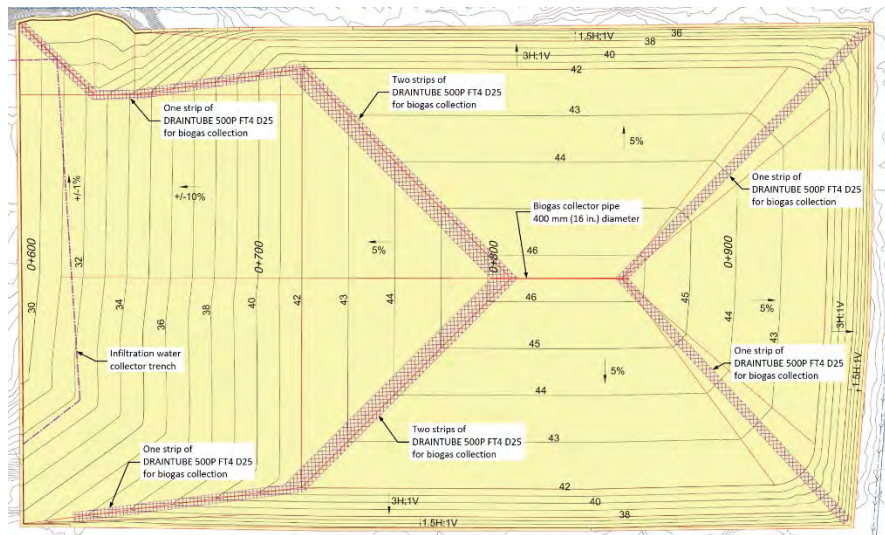 1.5H:1V
36
38
3H:1V
40
42
Two strips of
DRAINTUBE 500P FT4 D25
for biogas collection
One strip of
DRAINTUBE 500P FT4 D25
for biogas collection
43
5%
44
+/-1%
+/-10%
One strip of
DRAINTUBE 500P FT4 D25
for biogas collection
Biogas collector pipe
400 mm (16 in.) diameter
0+600
32
0+700
5%
0+800
46
0+900
30
34
36
38
40
42
43
44
46
45
44
5%
43
3H:1V
45
Infiltration water
collector trench
One strip of
DRAINTUBE 500P FT4 D25
for biogas collection
5%
44
1.5H:1V
Two strips of
DRAINTUBE 500P FT4 D25
for biogas collection
43
One strip of
DRAINTUBE 500P FT4 D25
for biogas collection
42
3H:1V
40
38
1.5H:1V